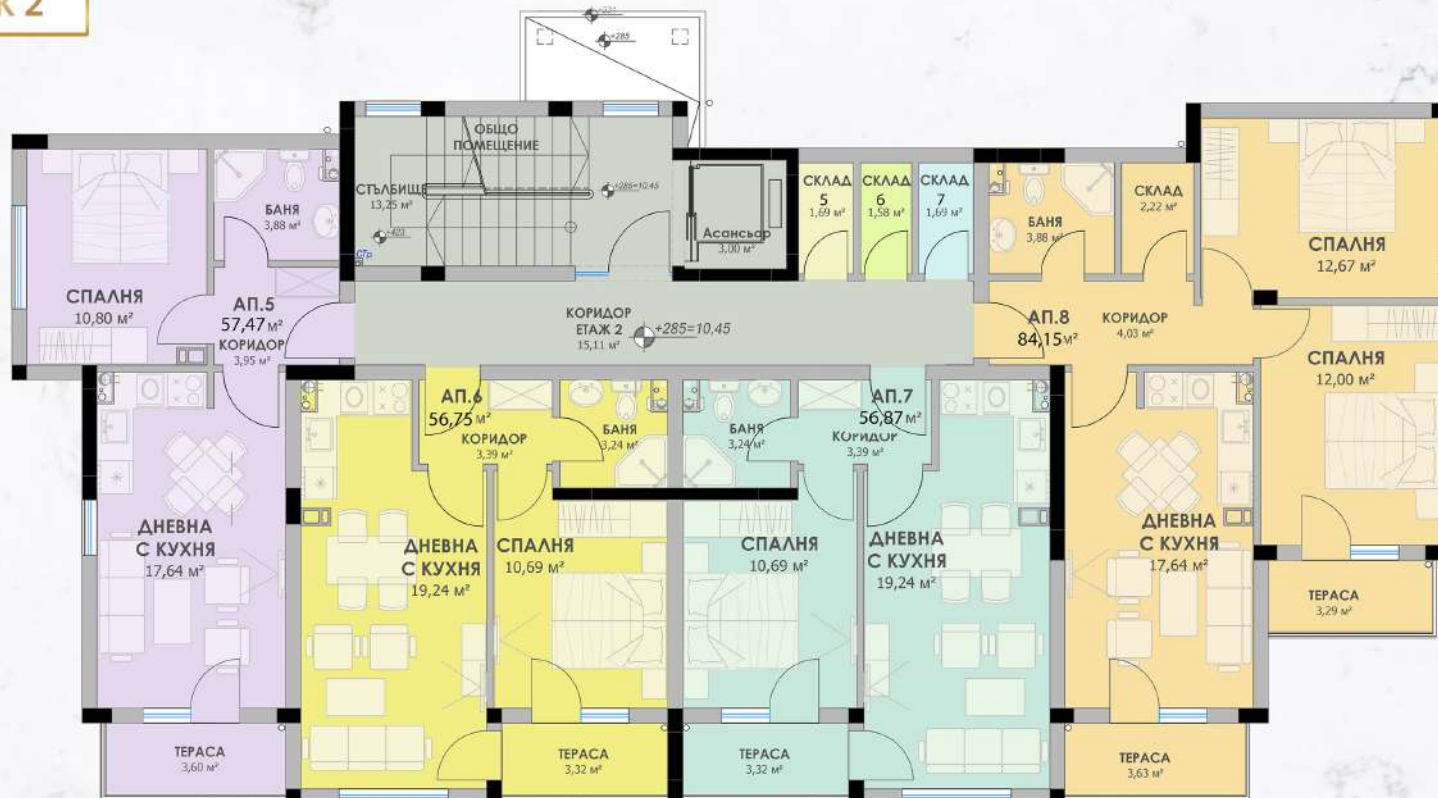 2
+221
+285
ОБЩО
ПОМЕЩЕНИЕ
СТЪЛБИЩЕ
13,25 м²
+285=10.45
+423
Асансьор
3,00 м²
СКЛАД
5
1,69 м²
СКЛАД
6
1,58 м²
СКЛАД
7
1,69 м²
БАНЯ
3,88 м²
СКЛАД
2,22 м²
СПАЛНЯ
12,67 м²
БАНЯ
3,88 м²
СПАЛНЯ
10,80 м²
АП.5
57,47 м²
КОРИДОР
3,95 м²
КОРИДОР
ЕТАЖ 2
15,11 м²
+285=10,45
АП.8
84,15 м²
КОРИДОР
4,03 м²
СПАЛНЯ
12,00 м²
АП.6
56,75 м²
КОРИДОР
3,39 м²
БАНЯ
3,24 м²
БАНЯ
3,24 м²
АП.7
56,87 м²
КОРИДОР
3,39 м²
ДНЕВНА
С КУХНЯ
17,64 м²
ДНЕВНА
С КУХНЯ
19,24 м²
СПАЛНЯ
10,69 м²
СПАЛНЯ
10,69 м²
ДНЕВНА
С КУХНЯ
19,24 м²
ДНЕВНА
С КУХНЯ
17,64 м²
ТЕРАСА
3,29 м²
ТЕРАСА
3,60 м²
ТЕРАСА
3,32 м²
ТЕРАСА
3,32 м²
ТЕРАСА
3,63 м²